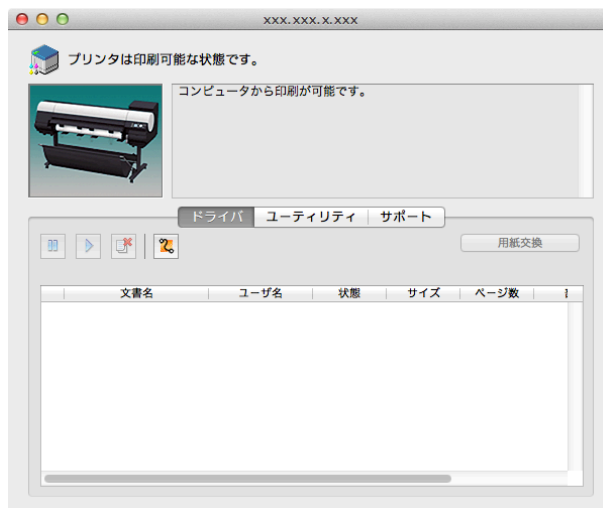 xxx.xxx.x.xxx
プリンタは印刷可能な状態です。
コンピュータから印刷が可能です。
ドライバ ユーティリティ サポート
用紙交換
文書名 ユーザ名 状態 サイズ ページ数